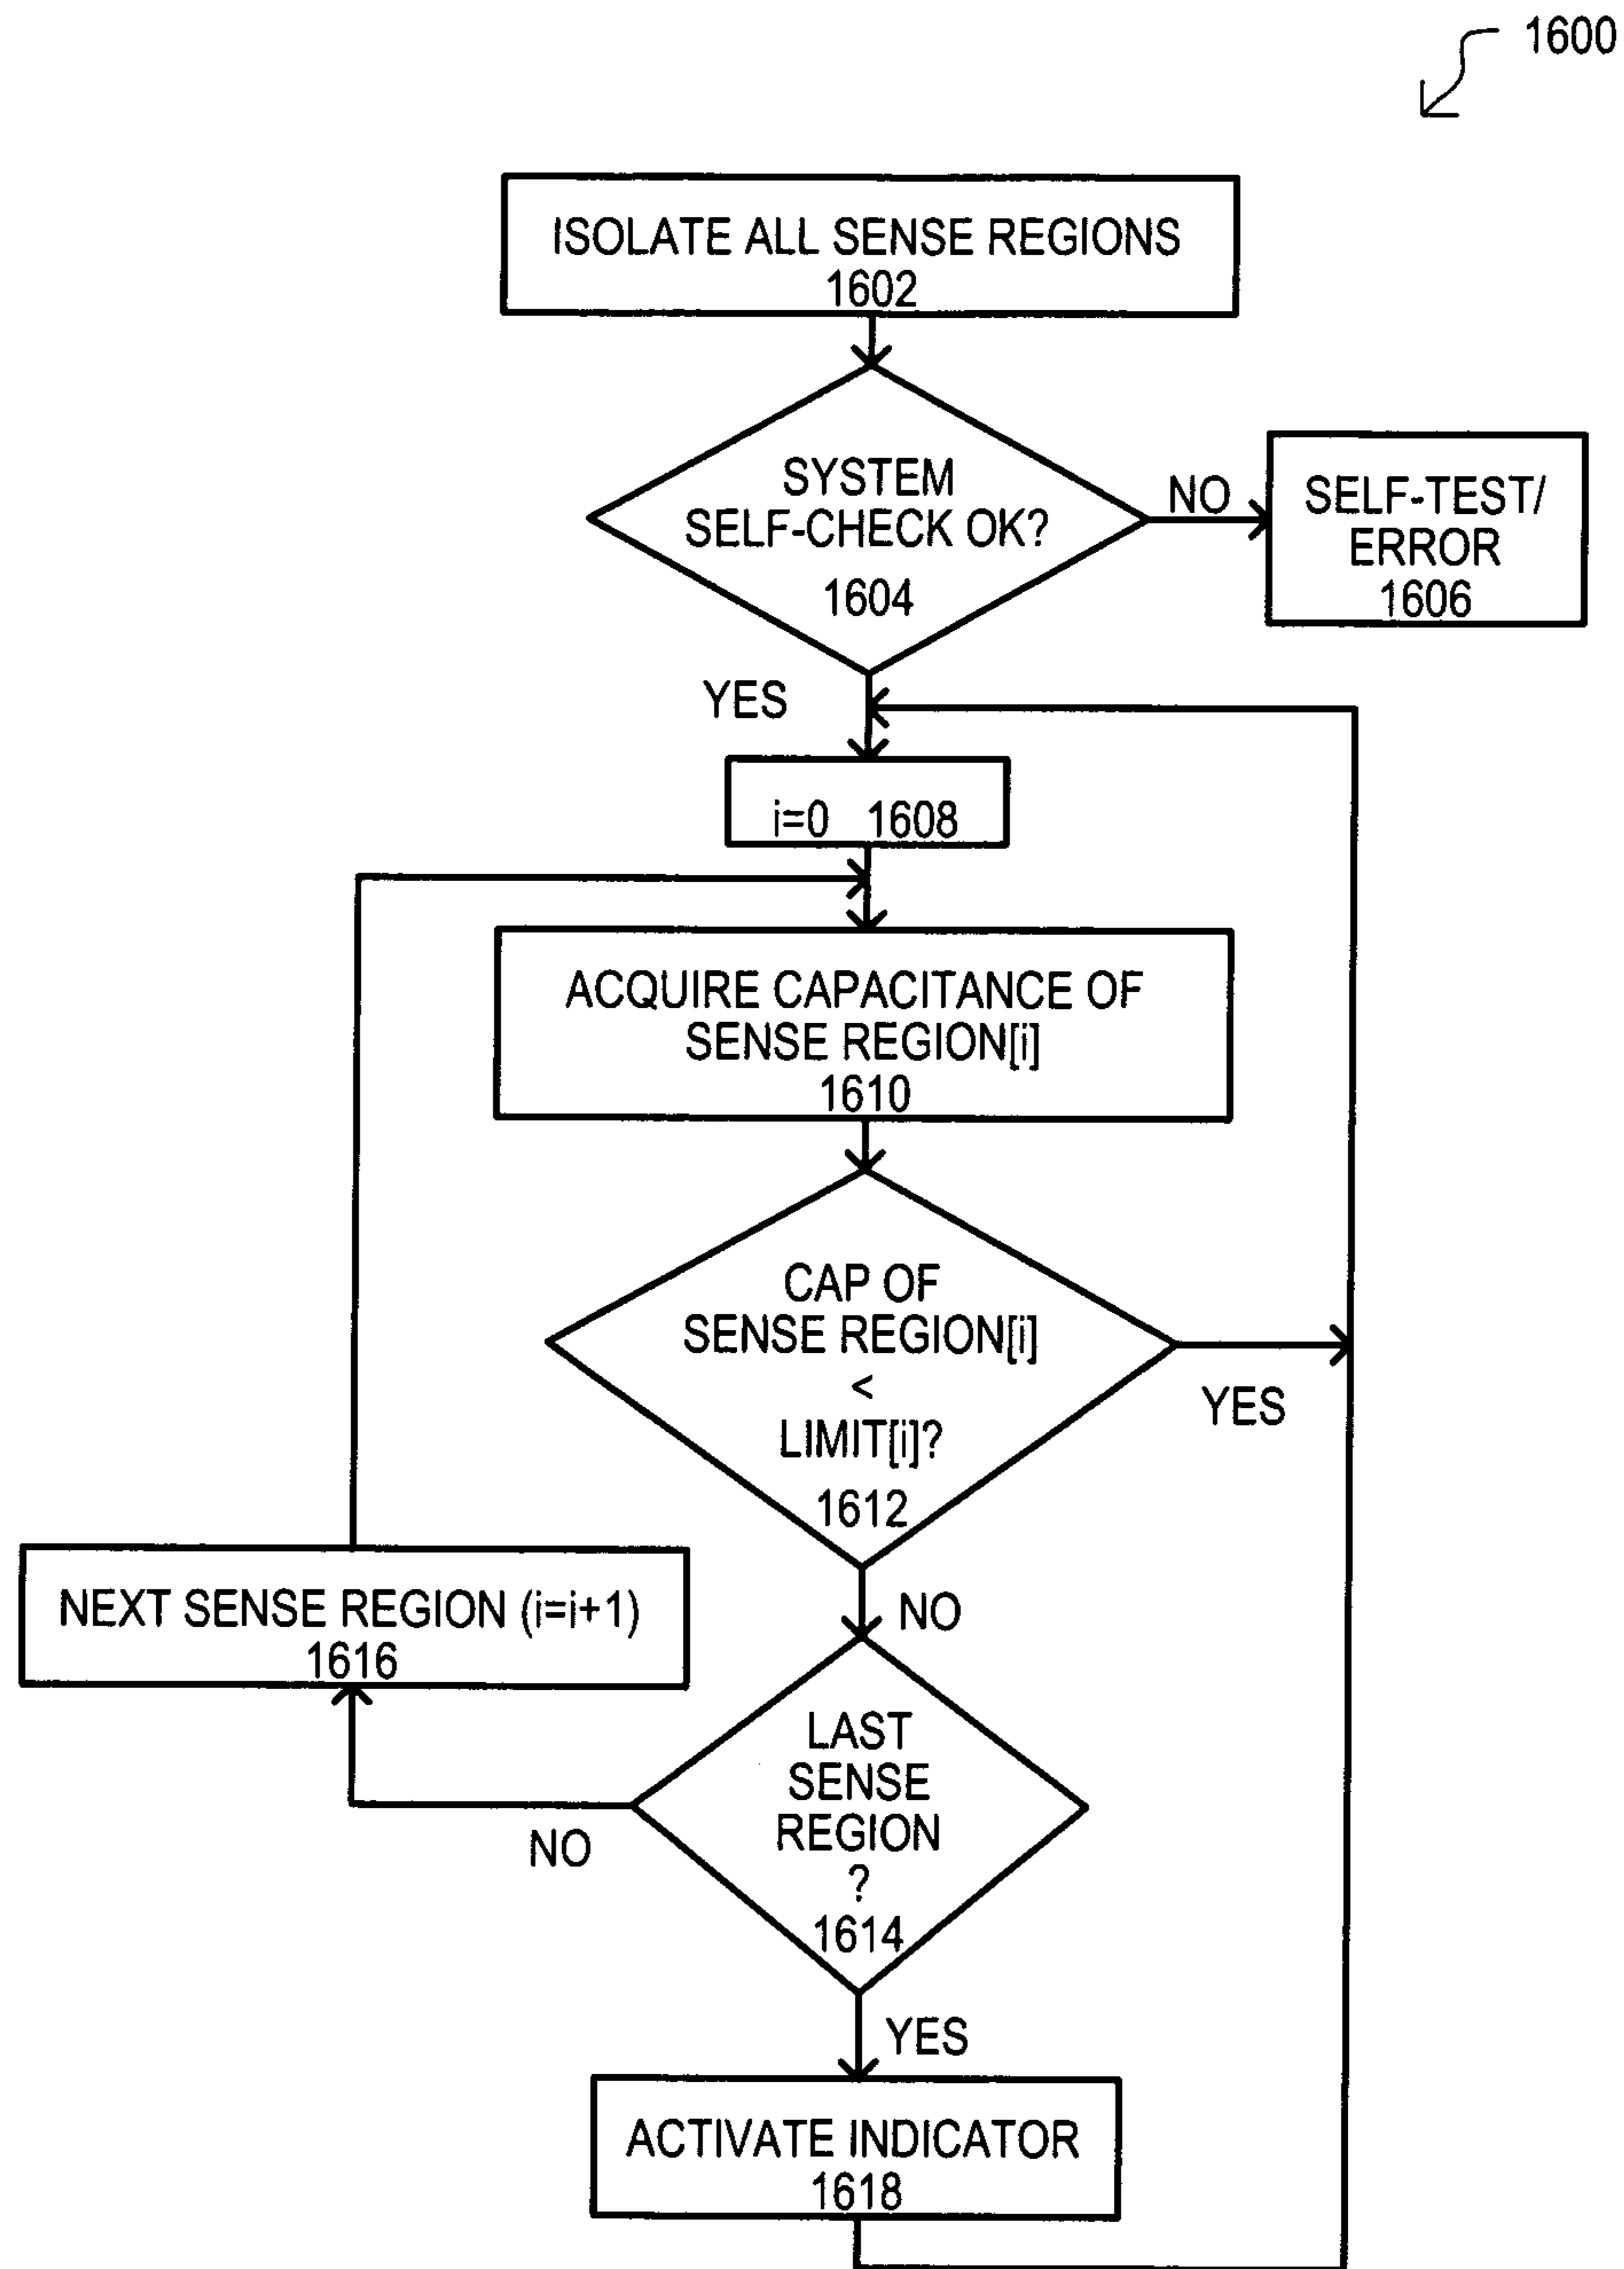 1600
ISOLATE ALL SENSE REGIONS
1602
SYSTEM
SELF-CHECK OK?
1604
NO
SELF-TEST/
ERROR
1606
YES
i=0 1608
ACQUIRE CAPACITANCE OF
SENSE REGION[i]
1610
CAP OF
SENSE REGION[i]
<
LIMIT[i]?
1612
YES
NO
NEXT SENSE REGION (i=i+1)
1616
LAST
SENSE
REGION
?
1614
NO
YES
ACTIVATE INDICATOR
1618